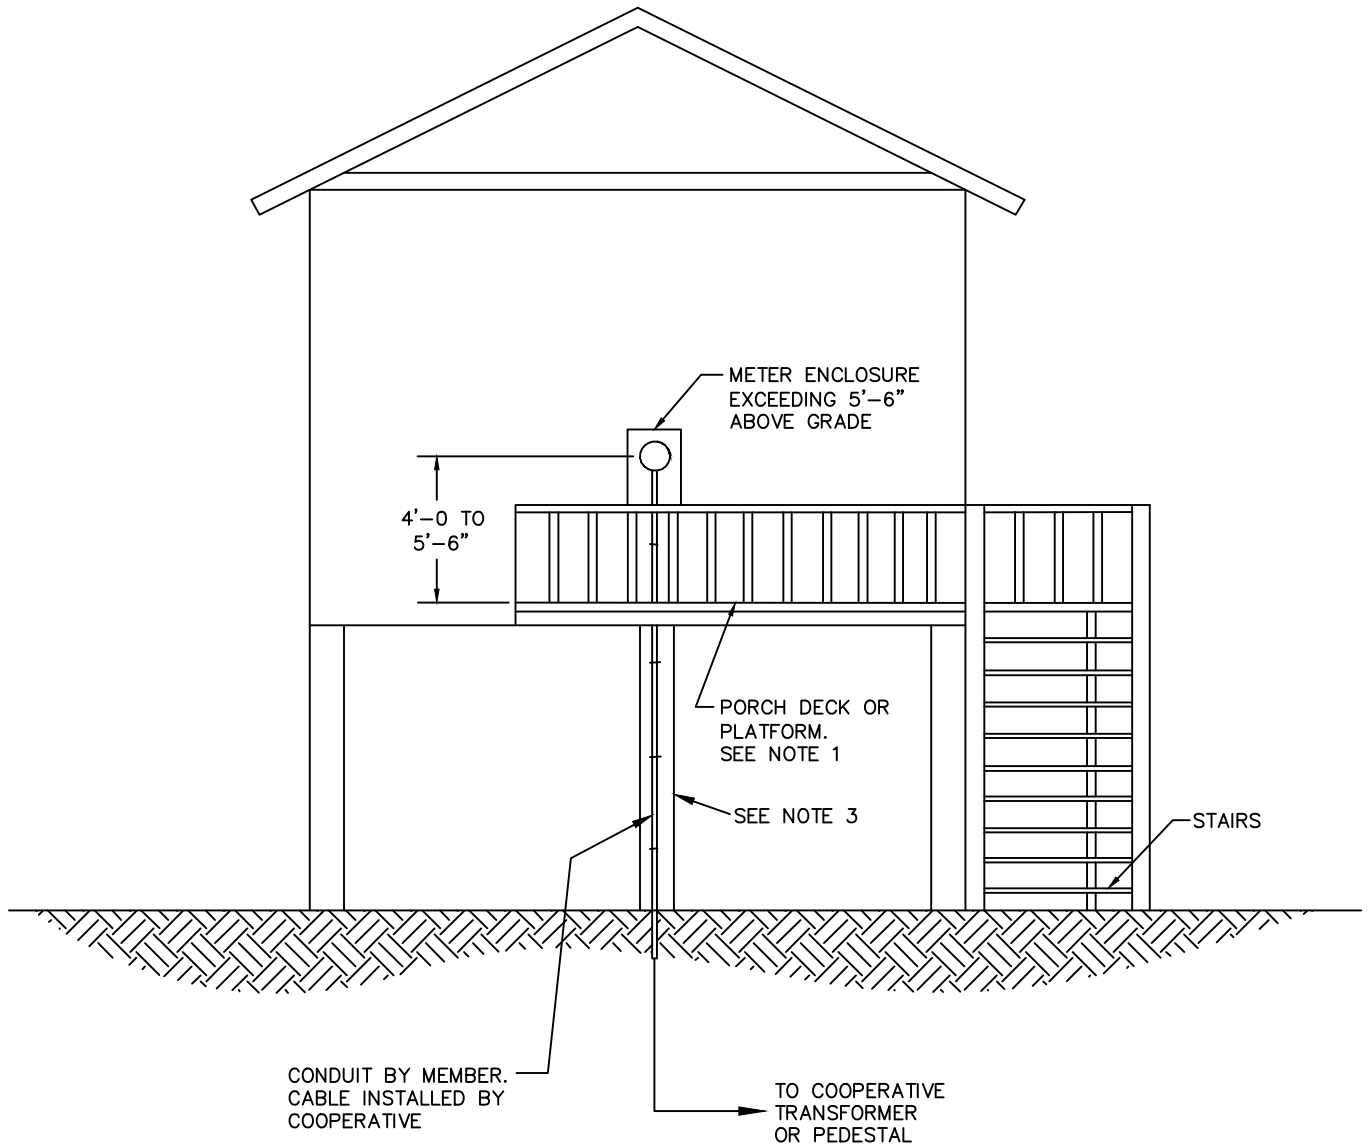 METER ENCLOSURE
EXCEEDING 5'-6"
ABOVE GRADE
4'-0 TO
5'-6"
PORCH DECK OR
PLATFORM.
SEE NOTE 1
SEE NOTE 3
STAIRS
CONDUIT BY MEMBER.
CABLE INSTALLED BY
COOPERATIVE
TO COOPERATIVE
TRANSFORMER
OR PEDESTAL